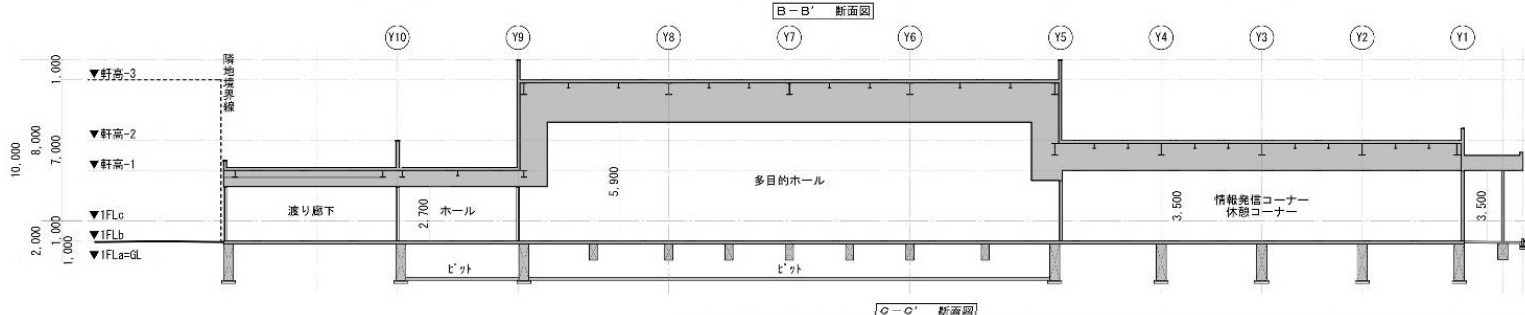 B－B' 断面図
Y10 Y9 Y8 Y7 Y6 Y5 Y4 Y3 Y2 Y1
隣地境界線
1,000
▼軒高-3
▼軒高-2
▼軒高-1
10,000
8,000
7,000
▼1FLc
▼1FLb
▼1FLa=GL
2,000
1,000
1,000
渡り廊下
2,700
ホール
5,900
多目的ホール
3,500
情報発信コーナー
休憩コーナー
3,500
ピット
ピット
C－C' 断面図